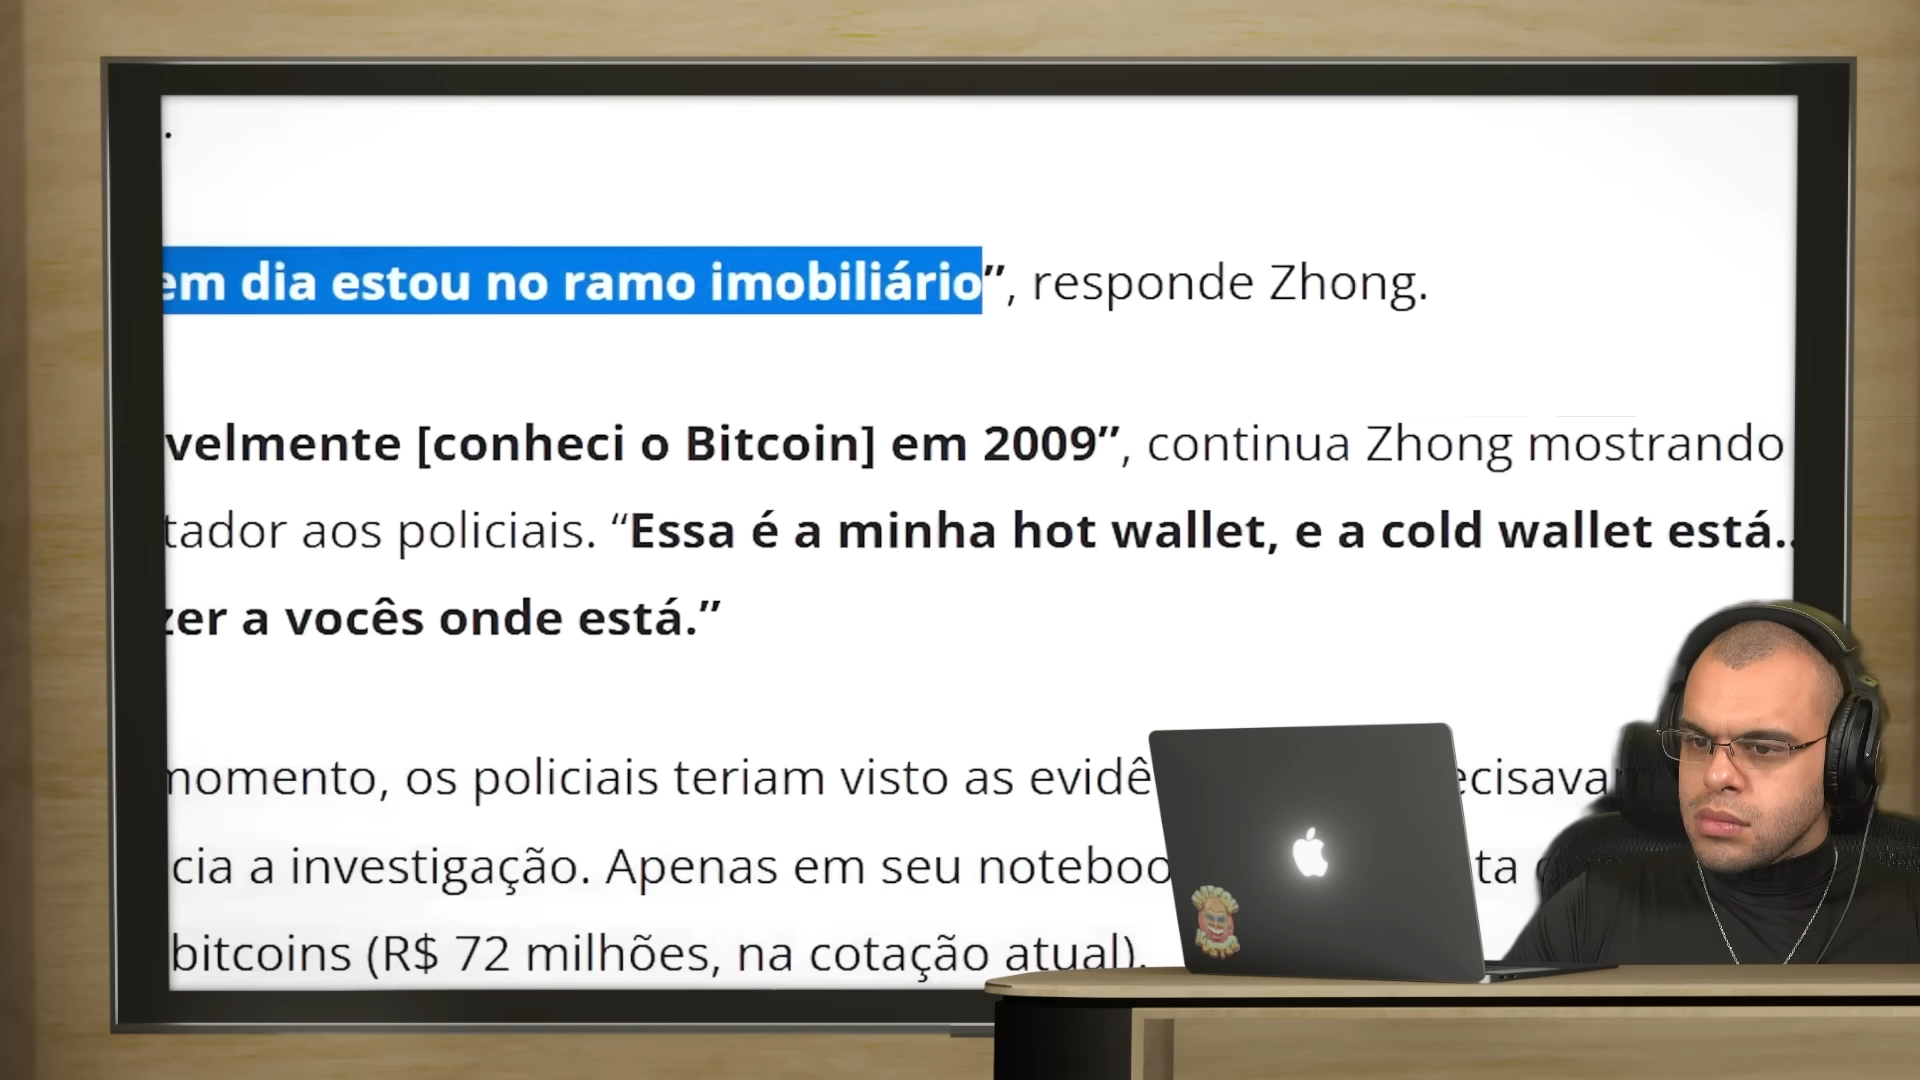 .
em dia estou no ramo imobiliário”, responde Zhong.
velmente [conheci o Bitcoin] em 2009”, continua Zhong mostrando
tador aos policiais. “Essa é a minha hot wallet, e a cold wallet está..
zer a vocês onde está.”
momento, os policiais teriam visto as evidê ecisava
cia a investigação. Apenas em seu noteboo ta
bitcoins (R$ 72 milhões, na cotação atual).